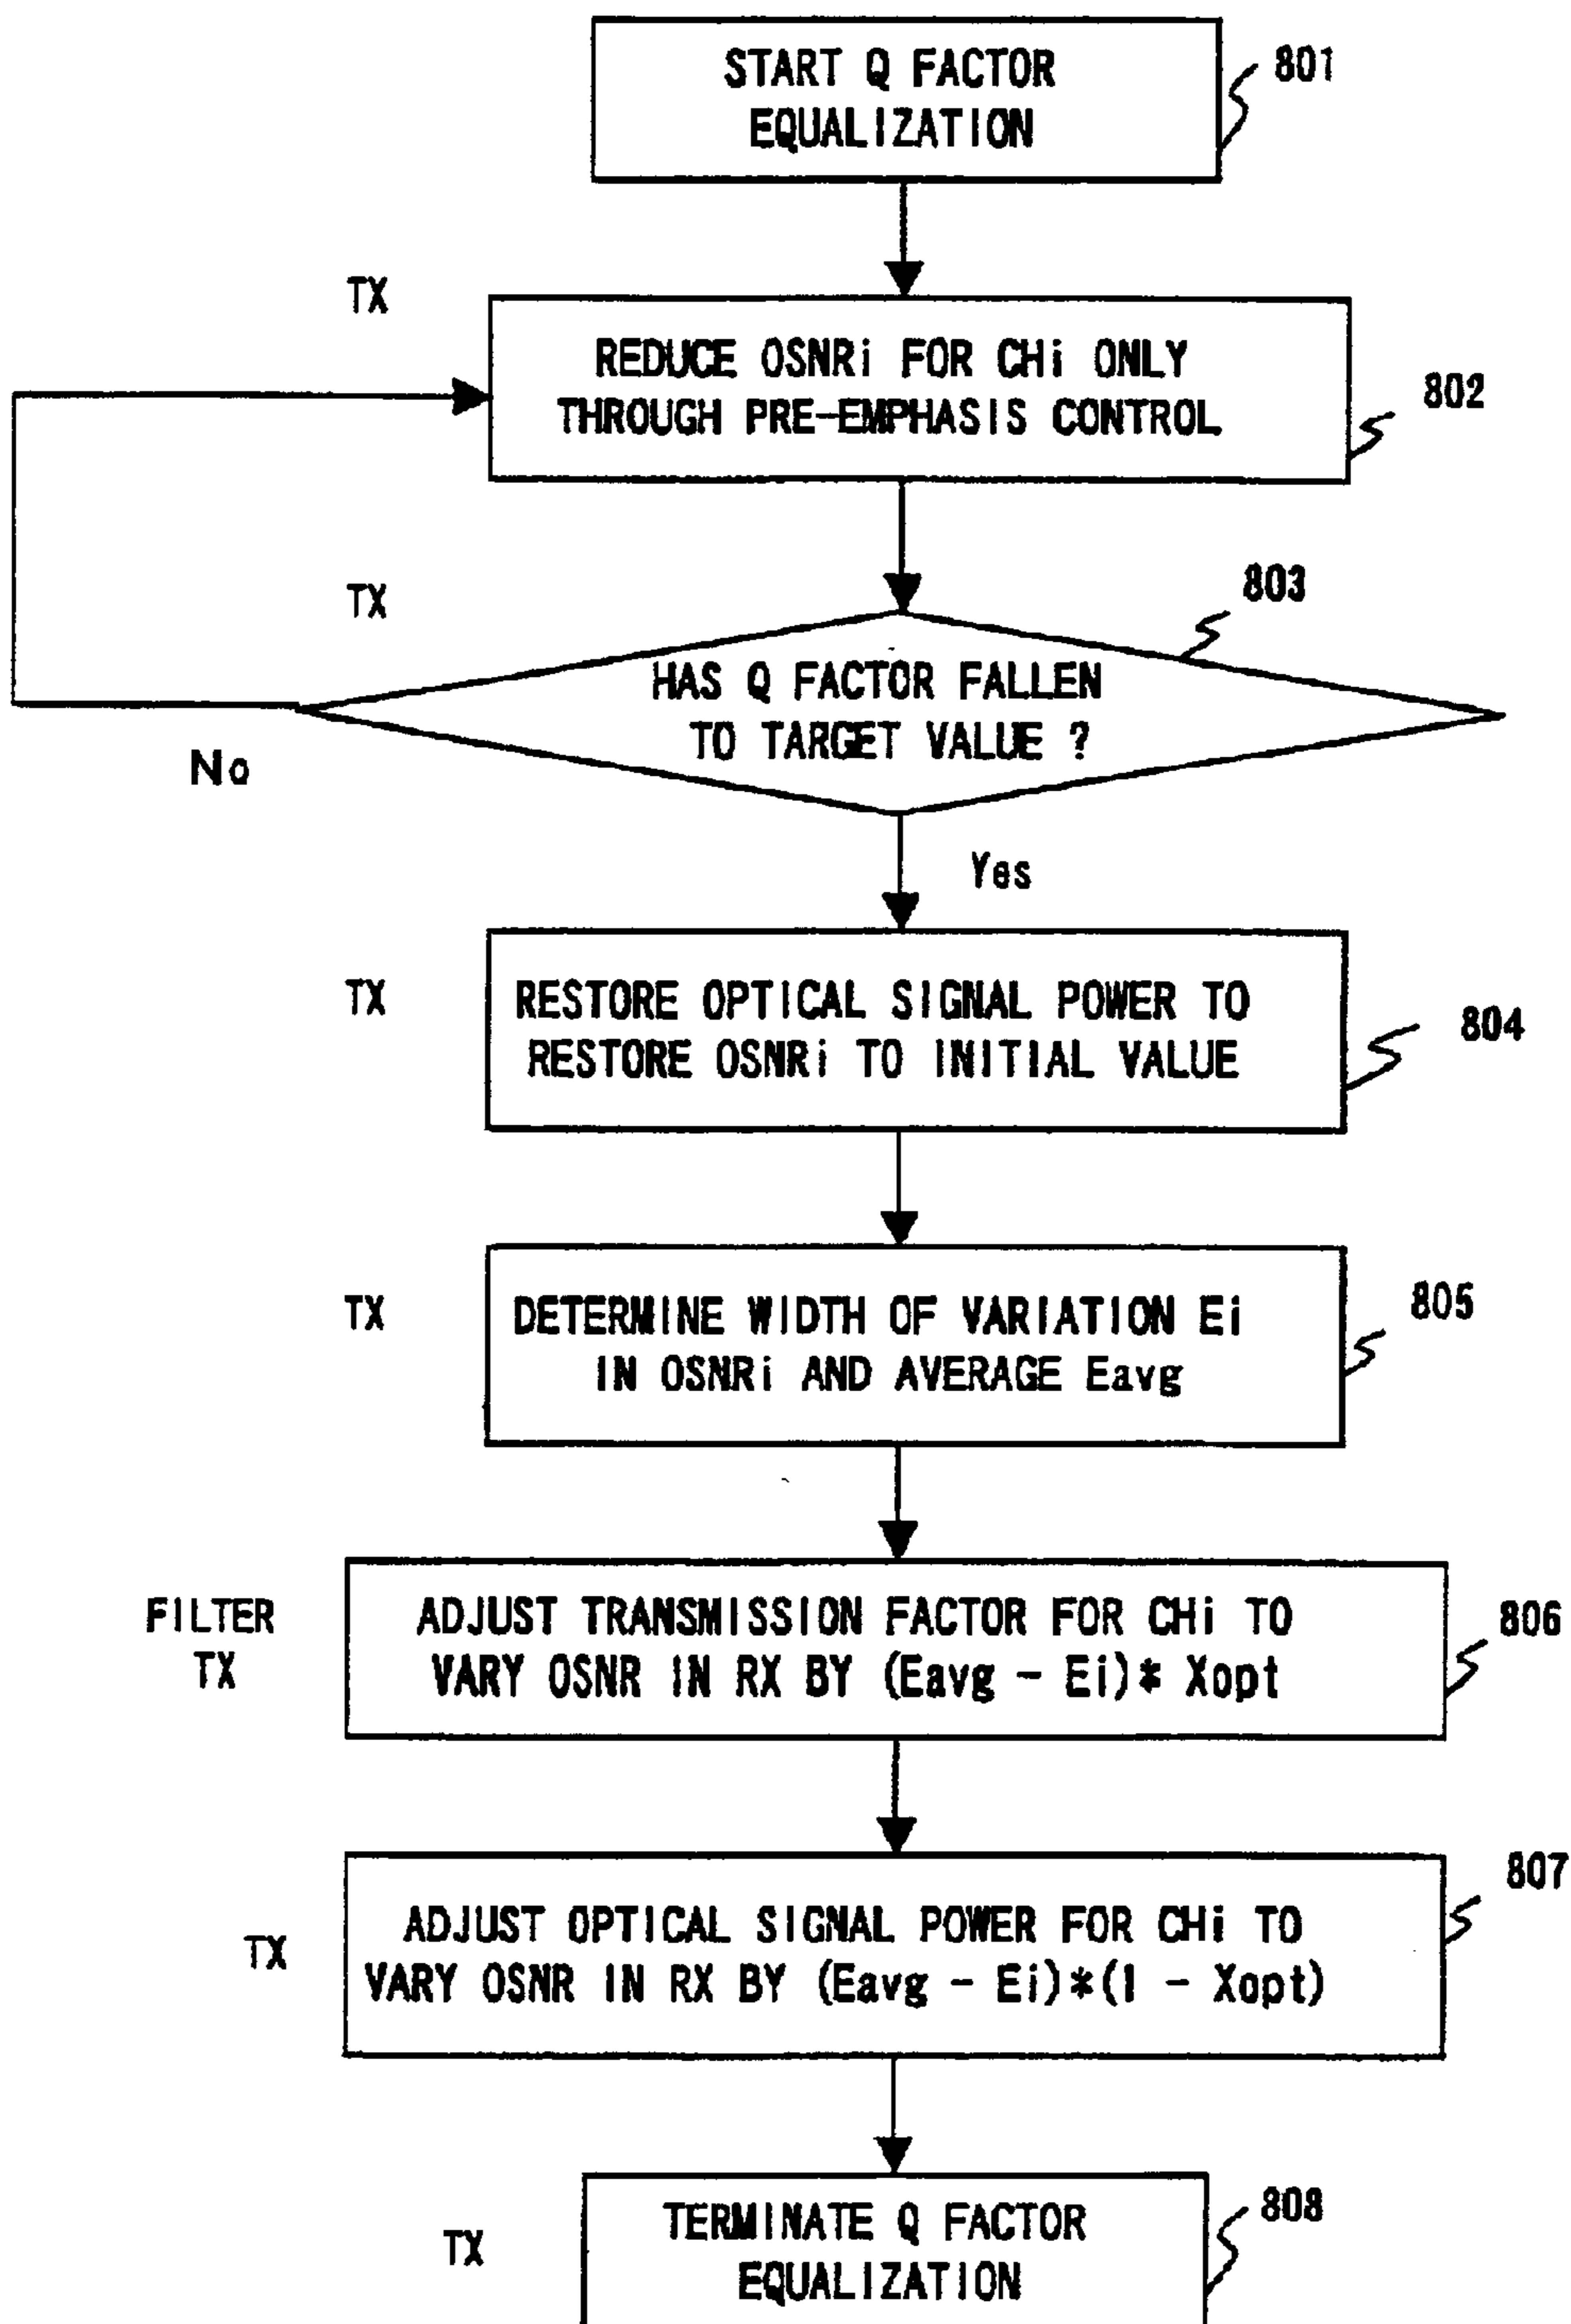 START Q FACTOR
EQUALIZATION
801
TX
REDUCE OSNRi FOR CHi ONLY
THROUGH PRE-EMPHASIS CONTROL
802
TX
803
HAS Q FACTOR FALLEN
TO TARGET VALUE ?
No
Yes
TX
RESTORE OPTICAL SIGNAL POWER TO
RESTORE OSNRi TO INITIAL VALUE
804
TX
DETERMINE WIDTH OF VARIATION Ei
IN OSNRi AND AVERAGE Eavg
805
FILTER
TX
ADJUST TRANSMISSION FACTOR FOR CHi TO
VARY OSNR IN RX BY (Eavg - Ei)* Xopt
806
TX
ADJUST OPTICAL SIGNAL POWER FOR CHi TO
VARY OSNR IN RX BY (Eavg - Ei)*(1 - Xopt)
807
TX
TERMINATE Q FACTOR
EQUALIZATION
808